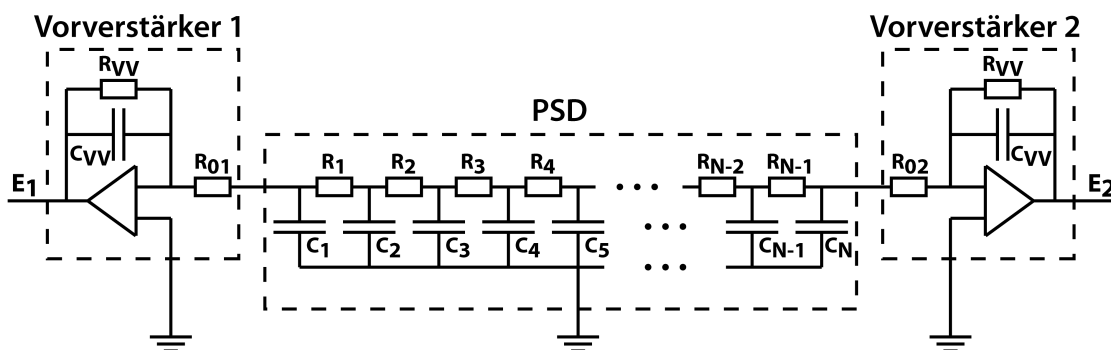 Vorverstärker 1
Vorverstärker 2
RVV
RVV
PSD
CVV
CVV
R01
R1
R2
R3
R4
RN-2
RN-1
R02
E1
E2
C1
C2
C3
C4
C5
CN-1
CN